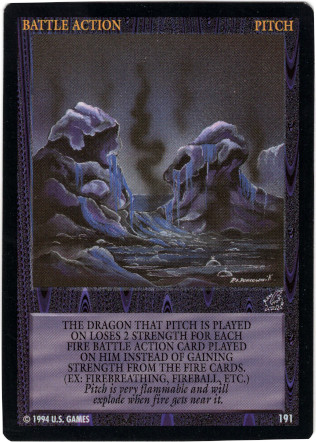 BATTLE ACTION PITCH
THE DRAGON THAT PITCH IS PLAYED
ON LOSES 2 STRENGTH FOR EACH
FIRE BATTLE ACTION CARD PLAYED
ON HIM INSTEAD OF GAINING
STRENGTH FROM THE FIRE CARDS.
(EX: FIREBREATHING, FIREBALL, ETC.)
Pitch is very flammable and will
explode when fire gets near it.
© 1994 U.S. GAMES 191